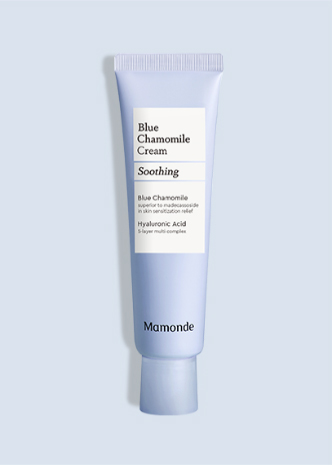 Blue
Chamomile
Cream
Soothing
Blue Chamomile
superior to madecassoside
in skin sensitization relief
Hyaluronic Acid
5-layer multi-complex
Mamonde